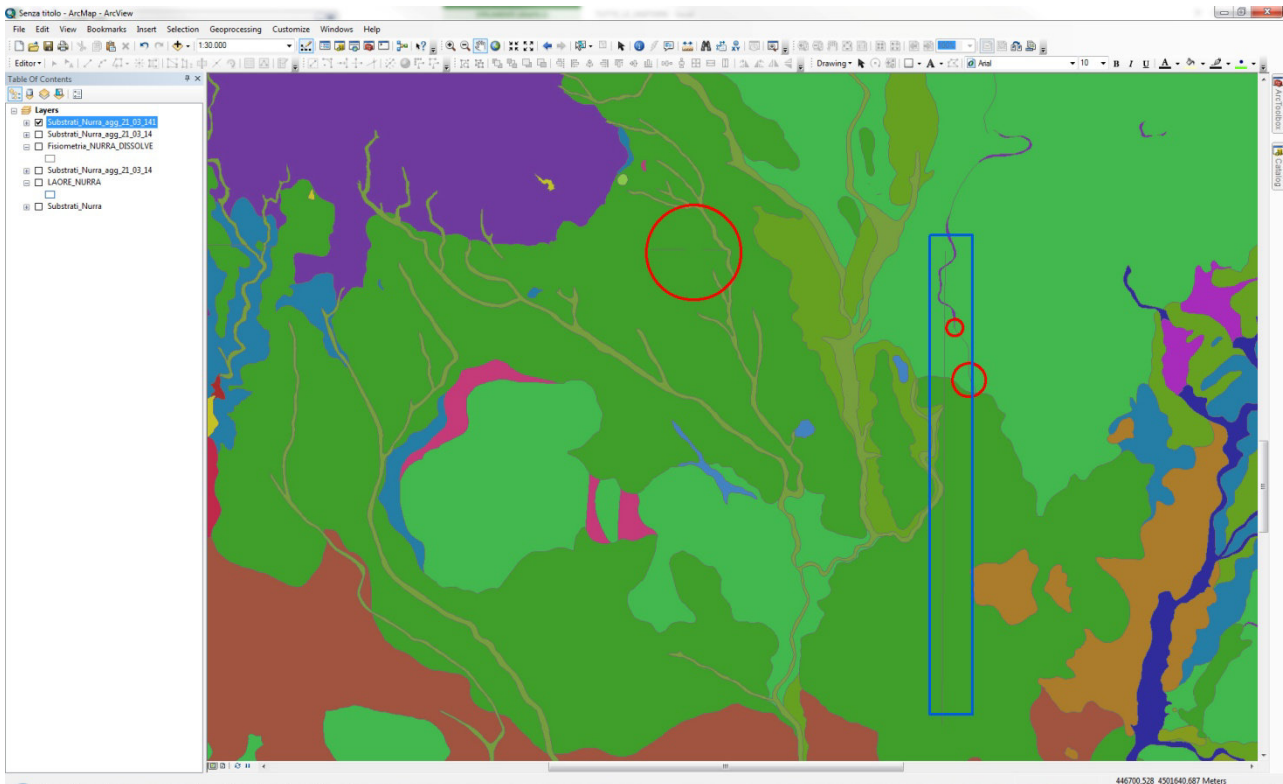 Senza titolo - ArcMap - ArcView
File Edit View Bookmarks Insert Selection Geoprocessing Customize Windows Help
1:30.000
Editor
Drawing
A
Arial
10
B I U A
Table Of Contents
Layers
Substrati_Nurra_agg_21_03_141
Substrati_Nurra_agg_21_03_14
Fisiometria_NURRA_DISSOLVE
Substrati_Nurra_agg_21_03_14
LAORE_NURRA
Substrati_Nurra
ArcToolbox
Catalog
446700,528 4501640,687 Meters